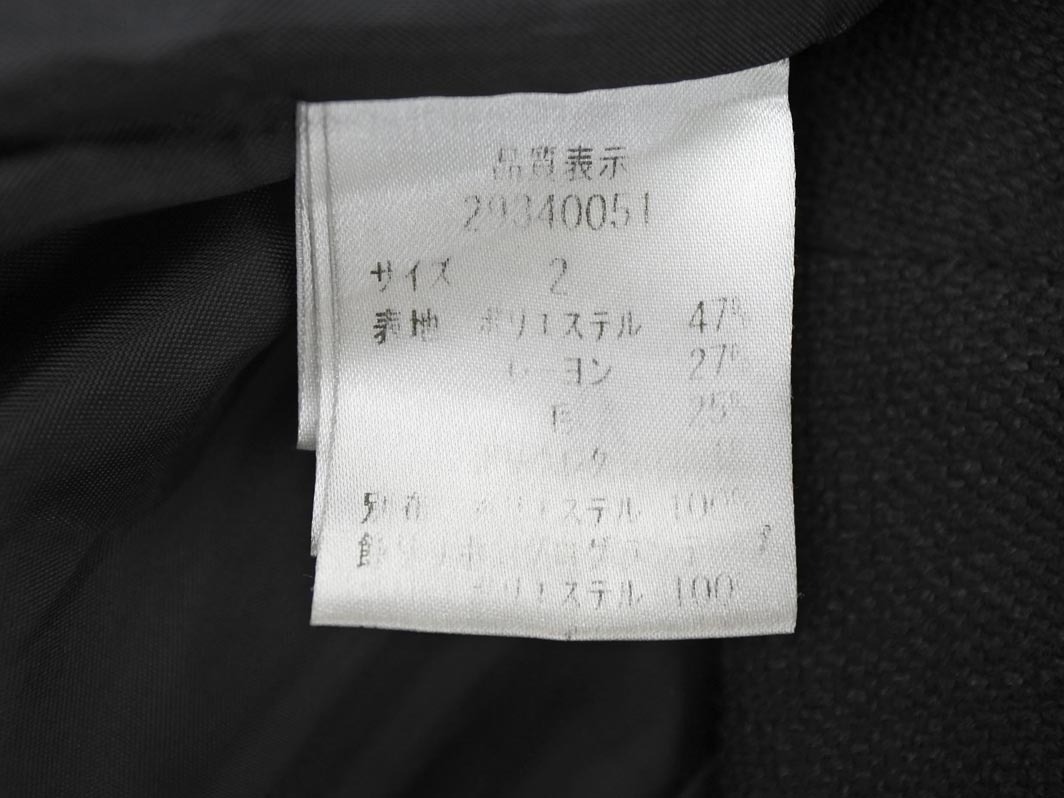 品質表示
29340051
サイズ 2
表地 ポリエステル 47%
レーヨン 27%
25%
別布 ポリエステル 100%
ポリエステル 100